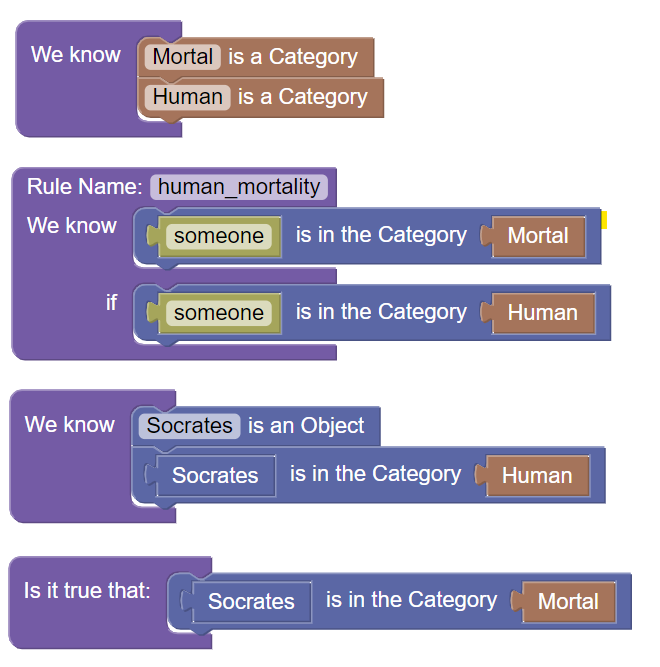 We know Mortal is a Category
Human is a Category
Rule Name: human_mortality
We know someone is in the Category Mortal
if someone is in the Category Human
We know Socrates is an Object
Socrates is in the Category Human
Is it true that: Socrates is in the Category Mortal